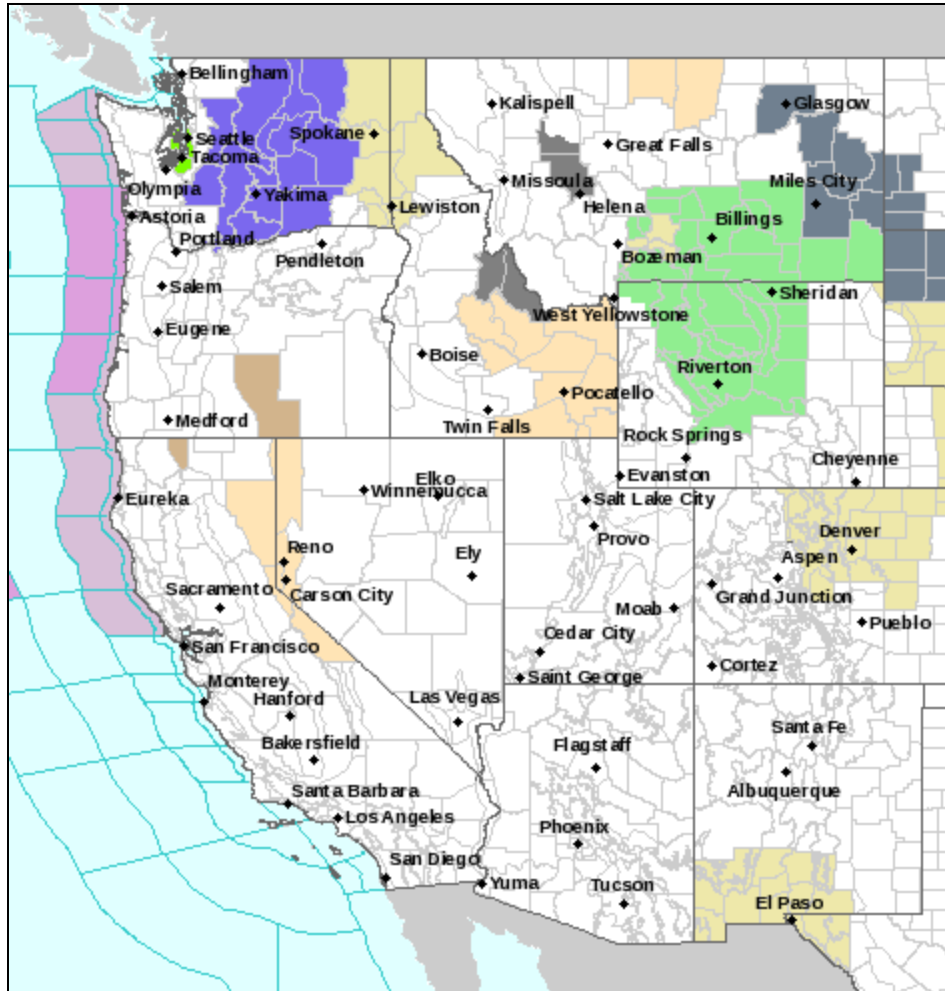 Bellingham
Kalispell
Glasgow
Seattle
Spokane
Great Falls
Tacoma
Olympia
Missoula
Miles City
Yakima
Helena
Lewiston
Astoria
Billings
Portland
Pendleton
Bozeman
Salem
Sheridan
West Yellowstone
Eugene
Boise
Riverton
Pocatello
Medford
Twin Falls
Rock Springs
Cheyenne
Evanston
Elko
Winnemucca
Eureka
Salt Lake City
Denver
Provo
Reno
Ely
Aspen
Carson City
Grand Junction
Sacramento
Moab
Pueblo
Cedar City
San Francisco
Cortez
Saint George
Monterey
Hanford
Las Vegas
Santa Fe
Bakersfield
Flagstaff
Albuquerque
Santa Barbara
Los Angeles
Phoenix
San Diego
Yuma
Tucson
El Paso